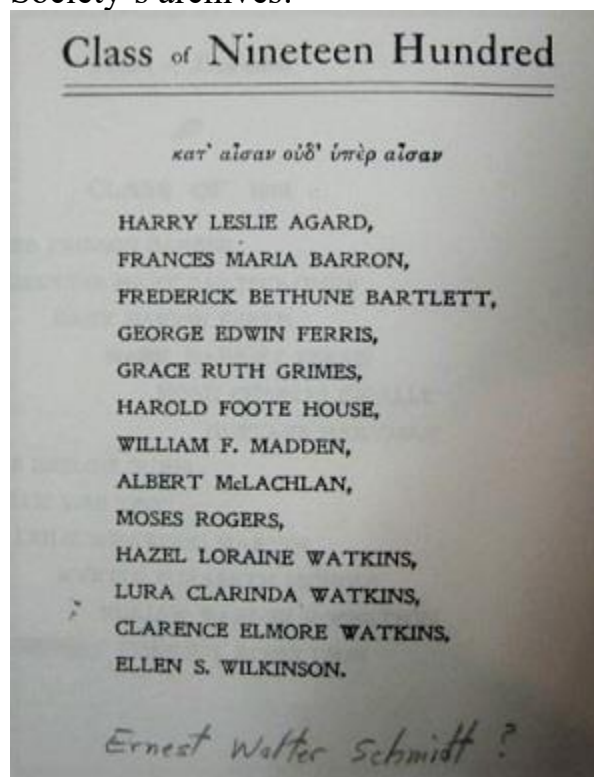 Society's archives.
Class of Nineteen Hundred
κατ' αἶσαν οὐδ' ὑπὲρ αἶσαν
HARRY LESLIE AGARD,
FRANCES MARIA BARRON,
FREDERICK BETHUNE BARTLETT,
GEORGE EDWIN FERRIS,
GRACE RUTH GRIMES,
HAROLD FOOTE HOUSE,
WILLIAM F. MADDEN,
ALBERT McLACHLAN,
MOSES ROGERS,
HAZEL LORAINE WATKINS,
LURA CLARINDA WATKINS,
CLARENCE ELMORE WATKINS,
ELLEN S. WILKINSON.
Ernest Walter Schmidt ?